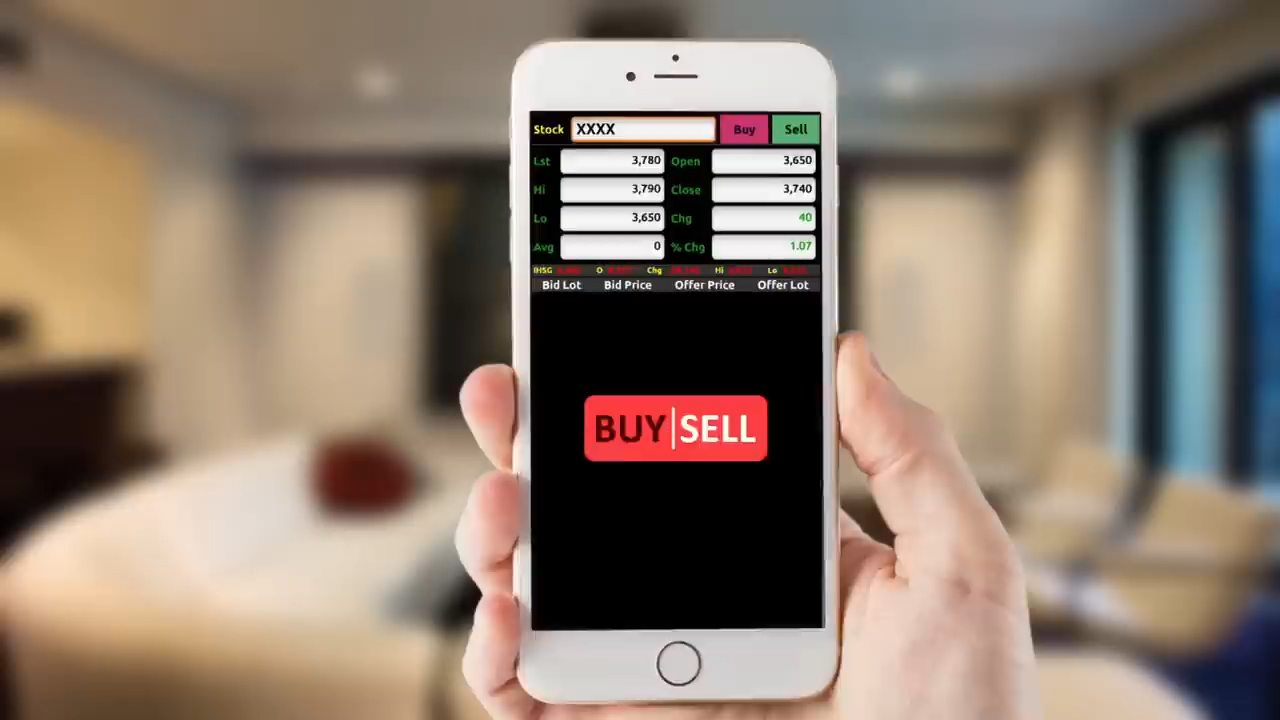 Stock XXXX Buy Sell
Lst 3,780 Open 3,650
Hi 3,790 Close 3,740
Lo 3,650 Chg 40
Avg 0 % Chg 1.07
IHSG O Chg Hi Lo
Bid Lot Bid Price Offer Price Offer Lot
BUY|SELL